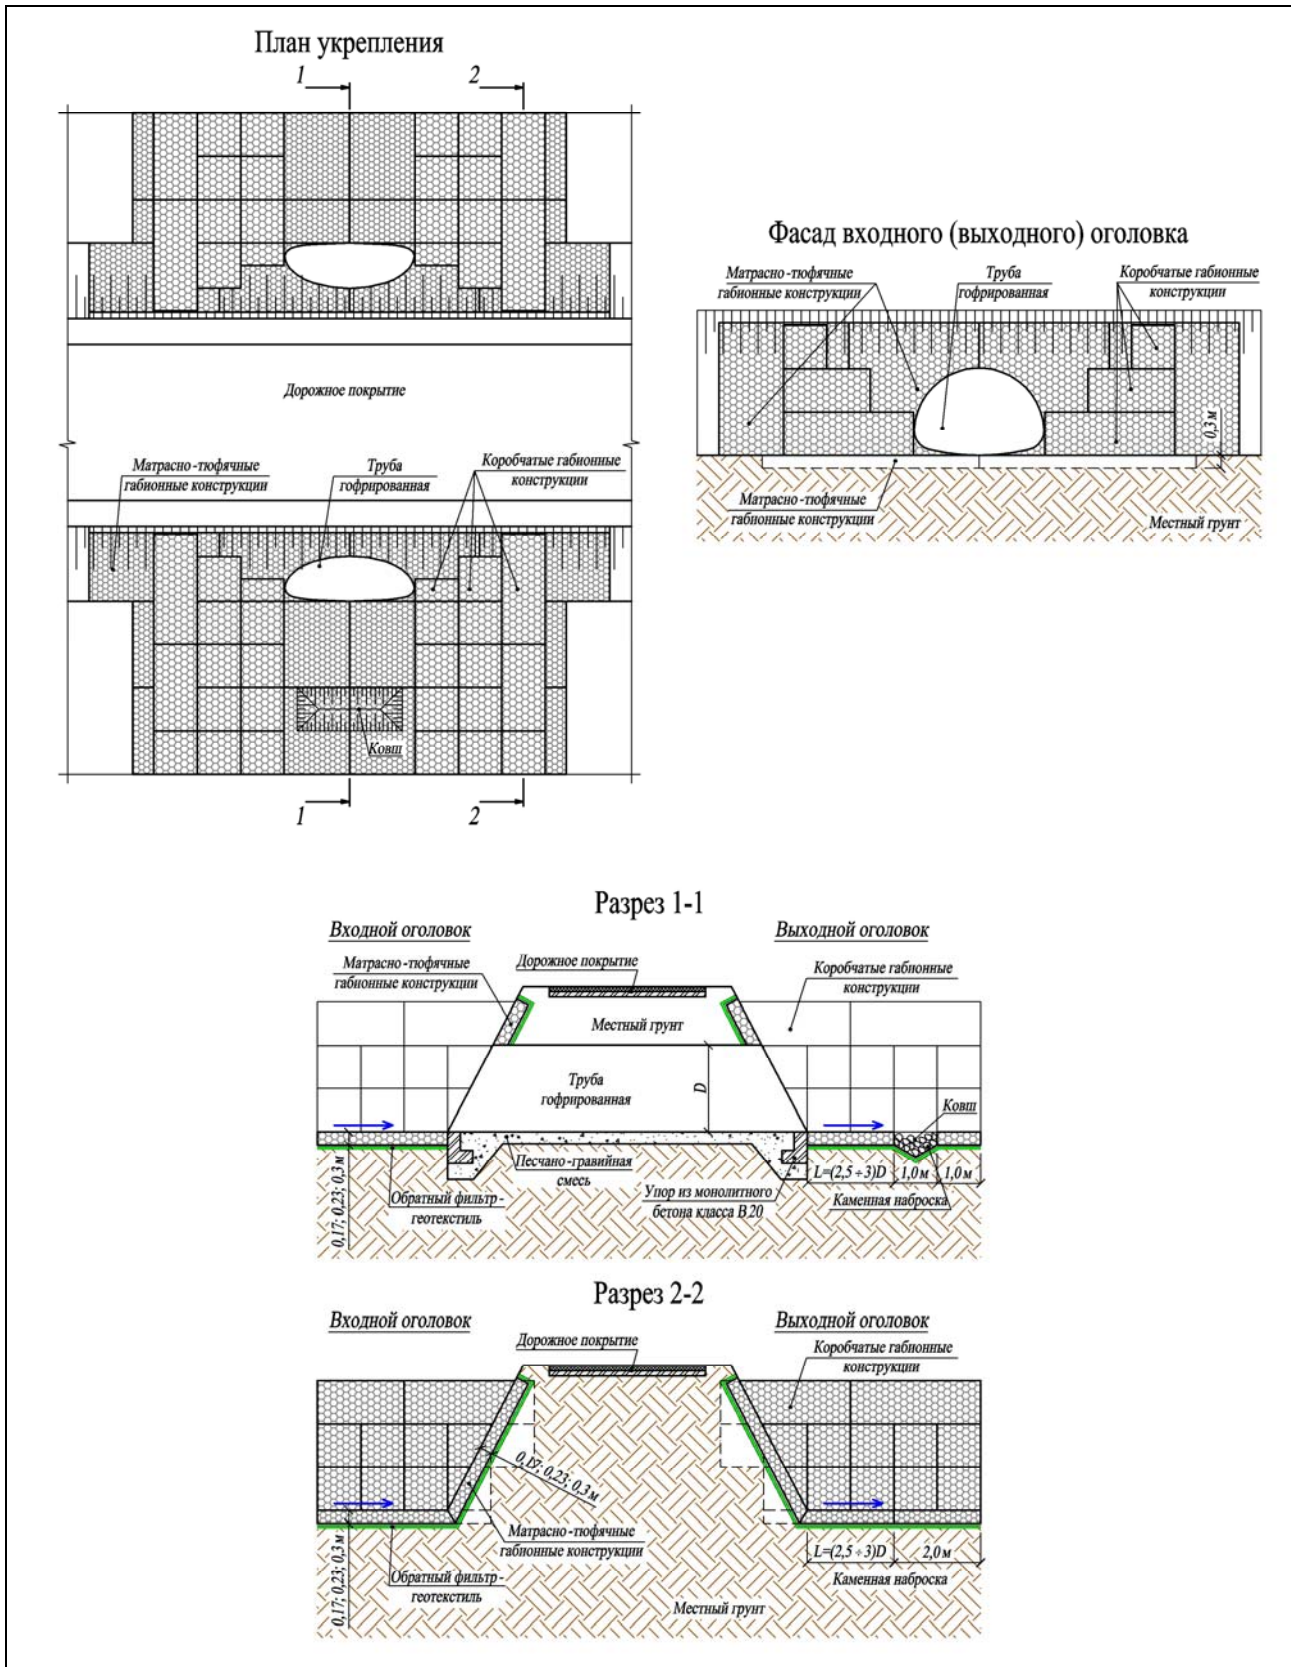 План укрепления
1
2
Дорожное покрытие
Матрасно-тюфячные
габионные конструкции
Труба
гофрированная
Коробчатые габионные
конструкции
Ковш
1
2
Фасад входного (выходного) оголовка
Матрасно-тюфячные
габионные конструкции
Труба
гофрированная
Коробчатые габионные
конструкции
0,3 м
Матрасно-тюфячные
габионные конструкции
Местный грунт
Разрез 1-1
Входной оголовок
Выходной оголовок
Матрасно-тюфячные
габионные конструкции
Дорожное покрытие
Коробчатые габионные
конструкции
Местный грунт
Труба
гофрированная
D
Ковш
Песчано-гравийная
смесь
L=(2,5÷3)D
1,0 м
1,0 м
Обратный фильтр-
геотекстиль
Упор из монолитного
бетона класса В20
Каменная наброска
0,17; 0,23; 0,3 м
Разрез 2-2
Входной оголовок
Выходной оголовок
Дорожное покрытие
Коробчатые габионные
конструкции
0,17; 0,23; 0,3 м
Матрасно-тюфячные
габионные конструкции
L=(2,5÷3)D
2,0 м
Обратный фильтр-
геотекстиль
Каменная наброска
0,17; 0,23; 0,3 м
Местный грунт